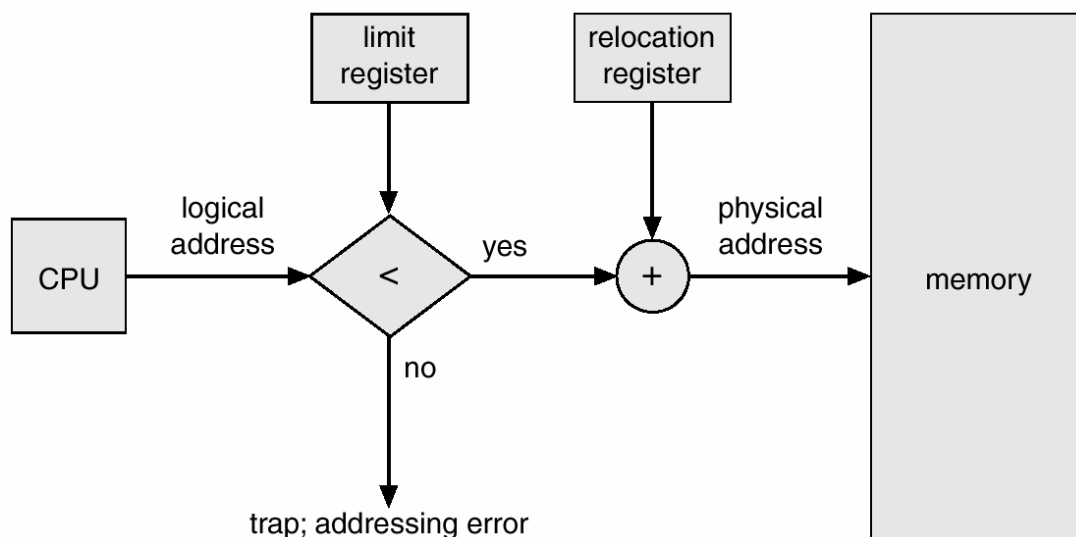 limit
register
relocation
register
logical
address
physical
address
CPU
<
yes
+
memory
no
trap; addressing error